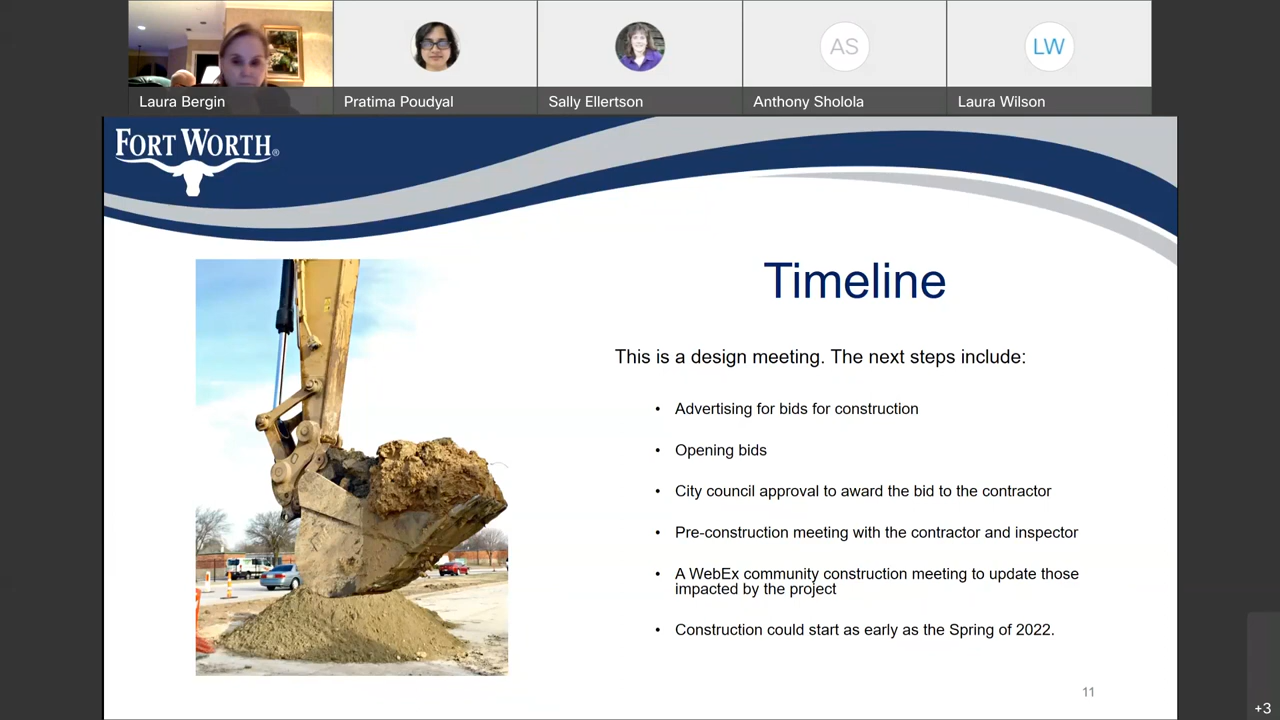 AS
LW
Laura Bergin
Pratima Poudyal
Sally Ellertson
Anthony Sholola
Laura Wilson
FORT WORTH®
Timeline
This is a design meeting. The next steps include:
• Advertising for bids for construction
• Opening bids
• City council approval to award the bid to the contractor
• Pre-construction meeting with the contractor and inspector
• A WebEx community construction meeting to update those
impacted by the project
• Construction could start as early as the Spring of 2022.
11
+3